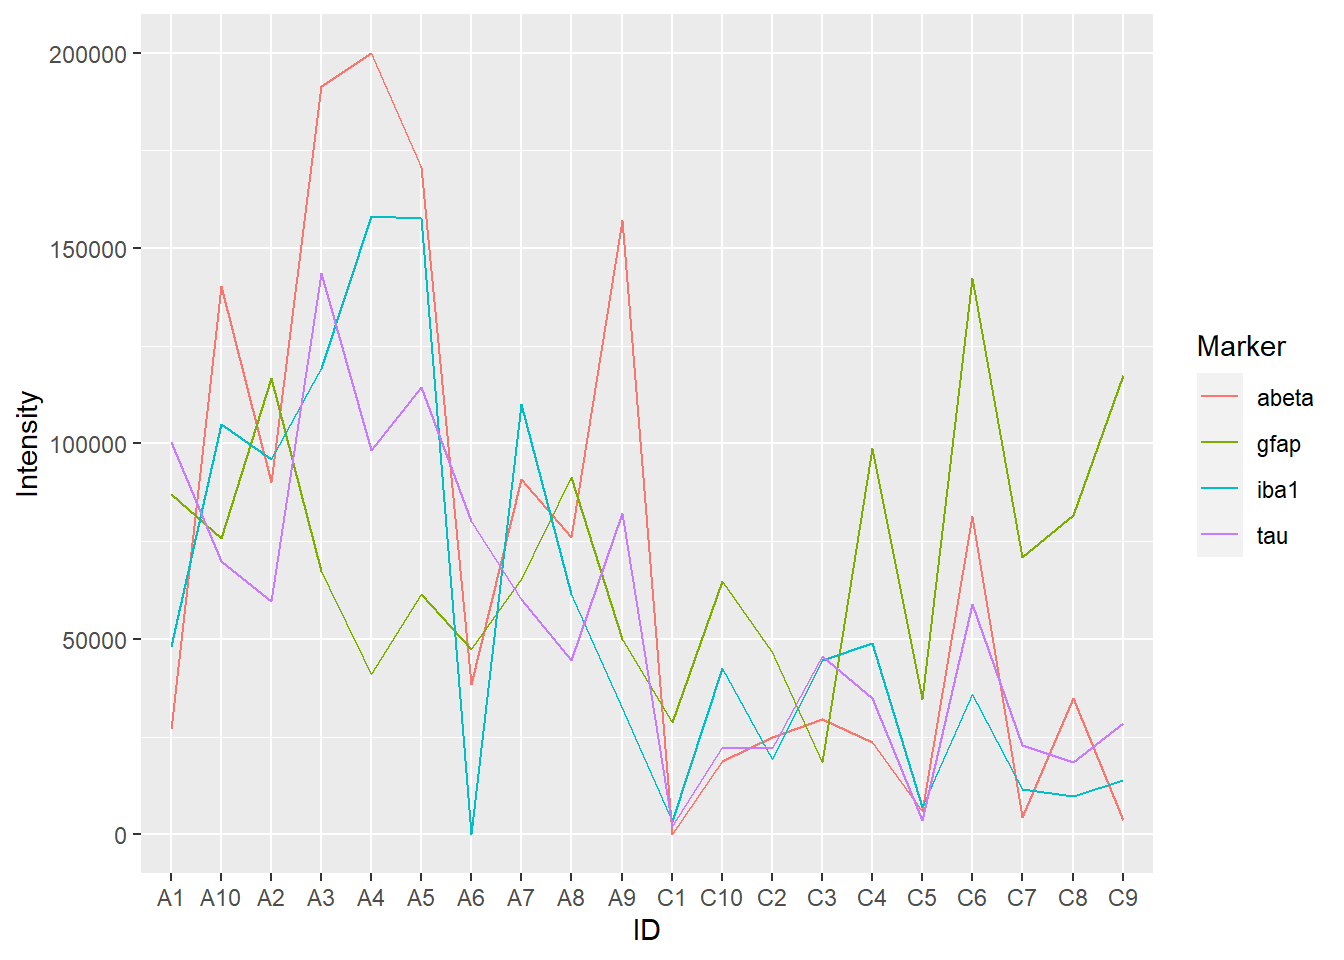 200000
150000
100000
50000
0
Intensity
A1 A10 A2 A3 A4 A5 A6 A7 A8 A9 C1 C10 C2 C3 C4 C5 C6 C7 C8 C9
ID
Marker
abeta
gfap
iba1
tau